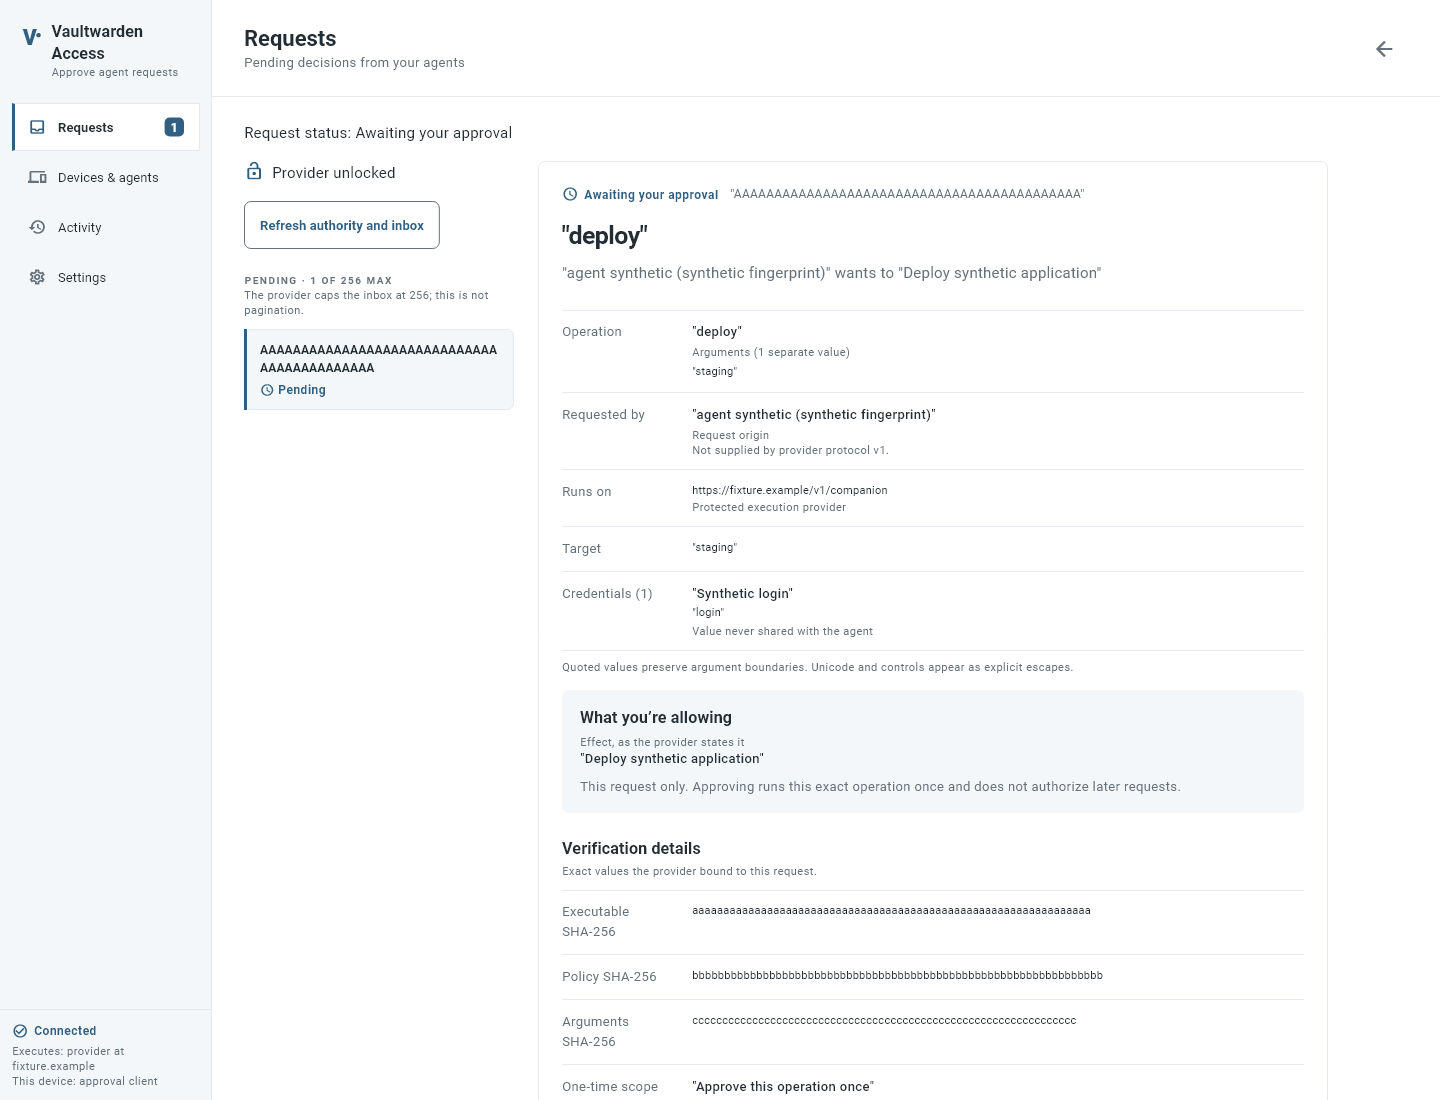 Vaultwarden
Access
Approve agent requests
Requests
1
Devices & agents
Activity
Settings
Connected
Executes: provider at
fixture.example
This device: approval client
Requests
Pending decisions from your agents
Request status: Awaiting your approval
Provider unlocked
Refresh authority and inbox
PENDING · 1 OF 256 MAX
The provider caps the inbox at 256; this is not
pagination.
AAAAAAAAAAAAAAAAAAAAAAAAAAAAA
AAAAAAAAAAAAAA
Pending
Awaiting your approval "AAAAAAAAAAAAAAAAAAAAAAAAAAAAAAAAAAAAAAAAAAA"
"deploy"
"agent synthetic (synthetic fingerprint)" wants to "Deploy synthetic application"
Operation "deploy"
Arguments (1 separate value)
"staging"
Requested by "agent synthetic (synthetic fingerprint)"
Request origin
Not supplied by provider protocol v1.
Runs on https://fixture.example/v1/companion
Protected execution provider
Target "staging"
Credentials (1) "Synthetic login"
"login"
Value never shared with the agent
Quoted values preserve argument boundaries. Unicode and controls appear as explicit escapes.
What you’re allowing
Effect, as the provider states it
"Deploy synthetic application"
This request only. Approving runs this exact operation once and does not authorize later requests.
Verification details
Exact values the provider bound to this request.
Executable aaaaaaaaaaaaaaaaaaaaaaaaaaaaaaaaaaaaaaaaaaaaaaaaaaaaaaaaaaaaaaaa
SHA-256
Policy SHA-256 bbbbbbbbbbbbbbbbbbbbbbbbbbbbbbbbbbbbbbbbbbbbbbbbbbbbbbbbbbbbbbbb
Arguments cccccccccccccccccccccccccccccccccccccccccccccccccccccccccccccccc
SHA-256
One-time scope "Approve this operation once"